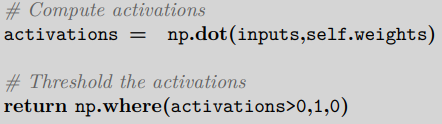 # Compute activations
activations = np.dot(inputs,self.weights)
# Threshold the activations
return np.where(activations>0,1,0)